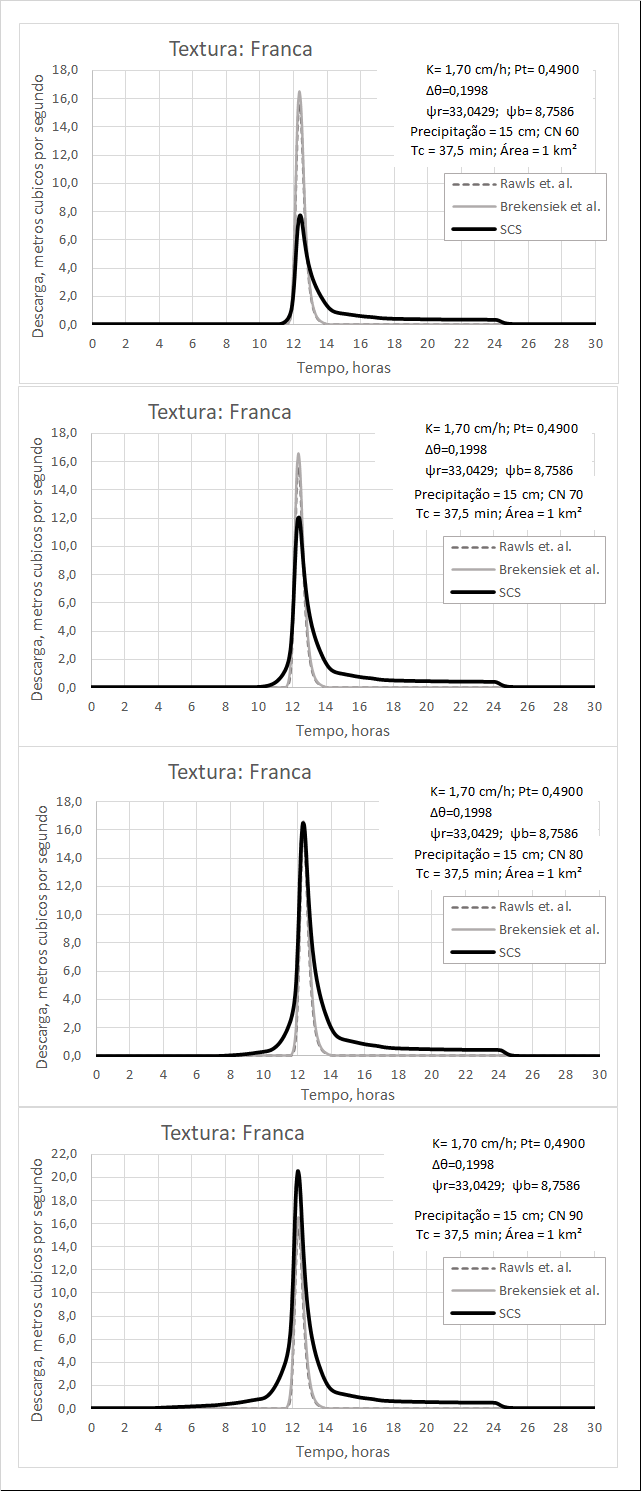 Textura: Franca
K= 1,70 cm/h; Pt= 0,4900
Δθ=0,1998
ψr=33,0429; ψb= 8,7586
Precipitação = 15 cm; CN 60
Tc = 37,5 min; Área = 1 km²
Rawls et. al.
Brekensiek et al.
SCS
Descarga, metros cubicos por segundo
18,0
16,0
14,0
12,0
10,0
8,0
6,0
4,0
2,0
0,0
0 2 4 6 8 10 12 14 16 18 20 22 24 26 28 30
Tempo, horas
Textura: Franca
K= 1,70 cm/h; Pt= 0,4900
Δθ=0,1998
ψr=33,0429; ψb= 8,7586
Precipitação = 15 cm; CN 70
Tc = 37,5 min; Área = 1 km²
Rawls et. al.
Brekensiek et al.
SCS
Descarga, metros cubicos por segundo
18,0
16,0
14,0
12,0
10,0
8,0
6,0
4,0
2,0
0,0
0 2 4 6 8 10 12 14 16 18 20 22 24 26 28 30
Tempo, horas
Textura: Franca
K= 1,70 cm/h; Pt= 0,4900
Δθ=0,1998
ψr=33,0429; ψb= 8,7586
Precipitação = 15 cm; CN 80
Tc = 37,5 min; Área = 1 km²
Rawls et. al.
Brekensiek et al.
SCS
Descarga, metros cubicos por segundo
18,0
16,0
14,0
12,0
10,0
8,0
6,0
4,0
2,0
0,0
0 2 4 6 8 10 12 14 16 18 20 22 24 26 28 30
Tempo, horas
Textura: Franca
K= 1,70 cm/h; Pt= 0,4900
Δθ=0,1998
ψr=33,0429; ψb= 8,7586
Precipitação = 15 cm; CN 90
Tc = 37,5 min; Área = 1 km²
Rawls et. al.
Brekensiek et al.
SCS
Descarga, metros cubicos por segundo
22,0
20,0
18,0
16,0
14,0
12,0
10,0
8,0
6,0
4,0
2,0
0,0
0 2 4 6 8 10 12 14 16 18 20 22 24 26 28 30
Tempo, horas